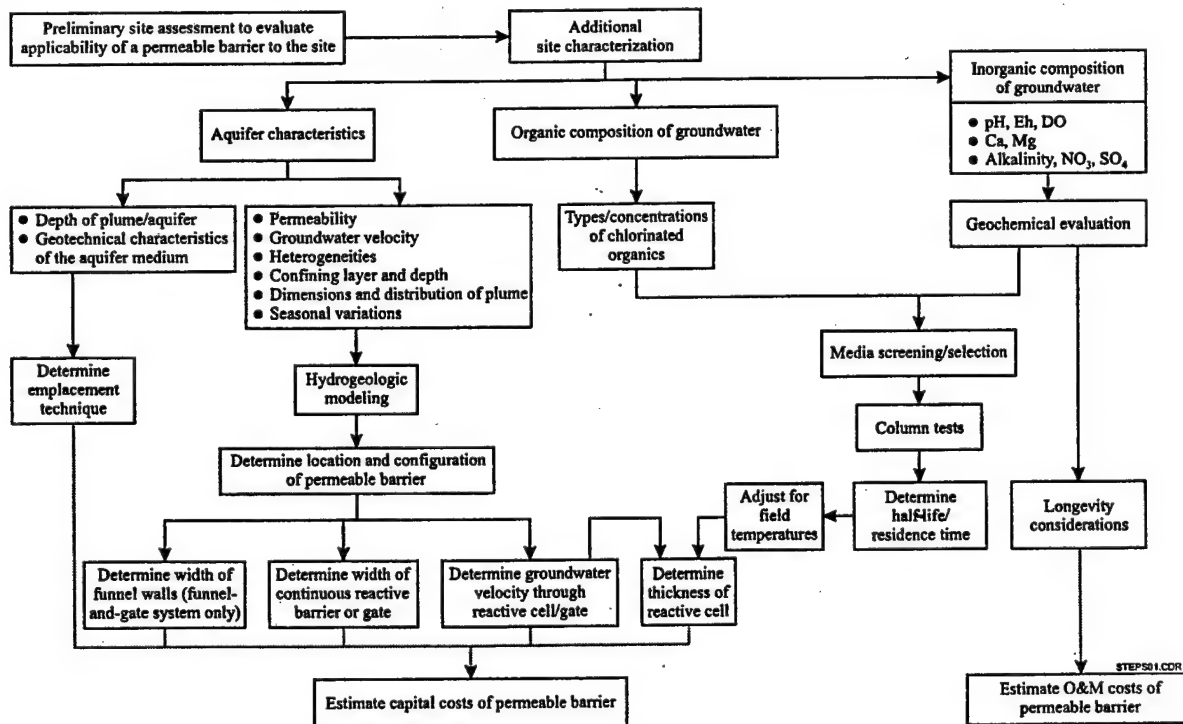 Preliminary site assessment to evaluate
applicability of a permeable barrier to the site
Additional
site characterization
Inorganic composition
of groundwater
● pH, Eh, DO
● Ca, Mg
● Alkalinity, NO3, SO4
Aquifer characteristics
Organic composition of groundwater
● Depth of plume/aquifer
● Geotechnical characteristics
of the aquifer medium
● Permeability
● Groundwater velocity
● Heterogeneities
● Confining layer and depth
● Dimensions and distribution of plume
● Seasonal variations
Types/concentrations
of chlorinated
organics
Geochemical evaluation
Media screening/selection
Determine
emplacement
technique
Hydrogeologic
modeling
Column tests
Determine location and configuration
of permeable barrier
Adjust for
field
temperatures
Determine
half-life/
residence time
Longevity
considerations
Determine width of
funnel walls (funnel-
and-gate system only)
Determine width of
continuous reactive
barrier or gate
Determine groundwater
velocity through
reactive cell/gate
Determine
thickness of
reactive cell
STEPS01.CDR
Estimate capital costs of permeable barrier
Estimate O&M costs of
permeable barrier